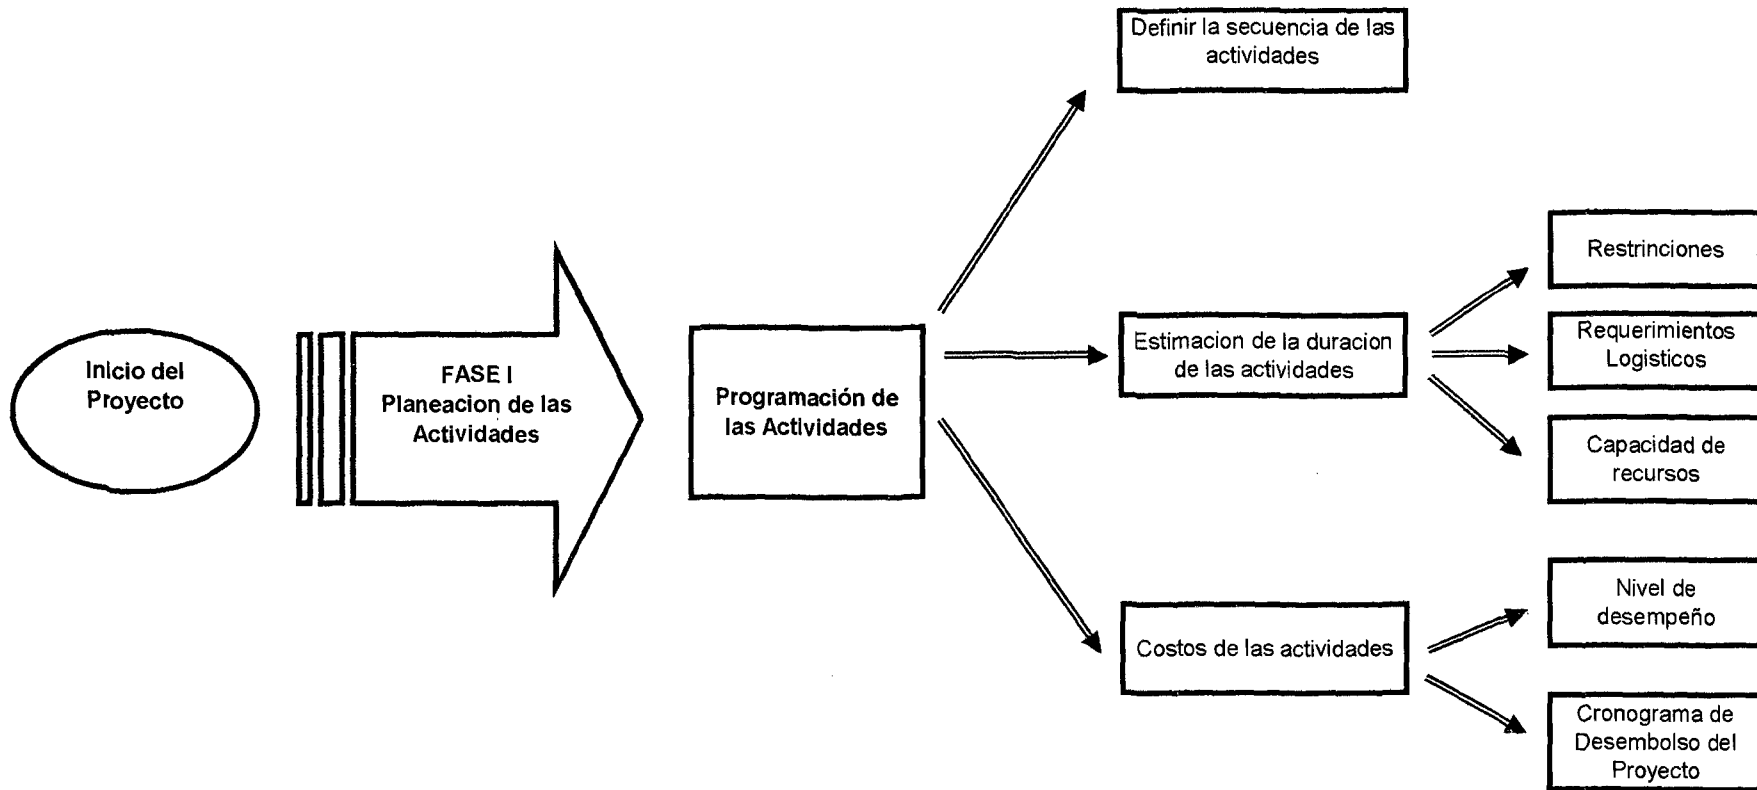 Inicio del
Proyecto
FASE I
Planeacion de las
Actividades
Programación de
las Actividades
Definir la secuencia de las
actividades
Estimacion de la duracion
de las actividades
Costos de las actividades
Restrinciones
Requerimientos
Logisticos
Capacidad de
recursos
Nivel de
desempeño
Cronograma de
Desembolso del
Proyecto